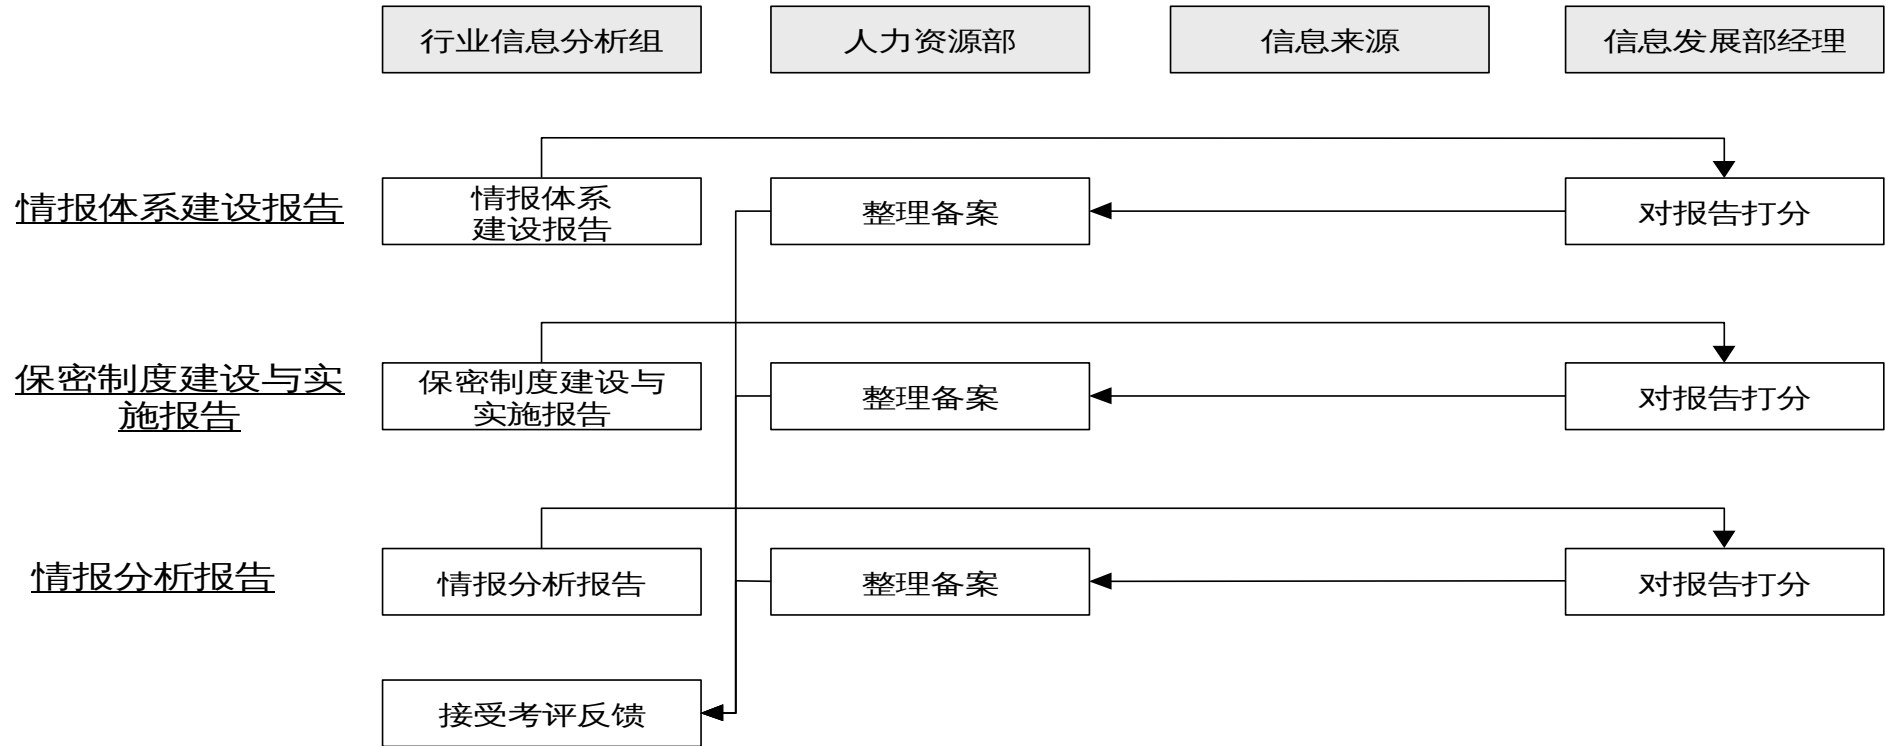 行业信息分析组
人力资源部
信息来源
信息发展部经理
情报体系建设报告
情报体系
建设报告
整理备案
对报告打分
保密制度建设与实
施报告
保密制度建设与
实施报告
整理备案
对报告打分
情报分析报告
情报分析报告
整理备案
对报告打分
接受考评反馈